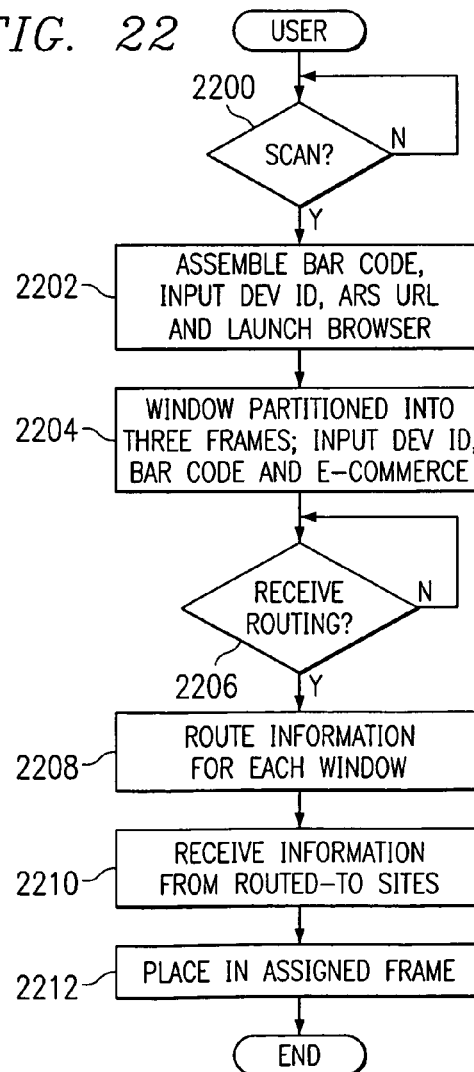 FIG. 22
USER
2200
SCAN?
N
Y
2202
ASSEMBLE BAR CODE,
INPUT DEV ID, ARS URL
AND LAUNCH BROWSER
2204
WINDOW PARTITIONED INTO
THREE FRAMES; INPUT DEV ID,
BAR CODE AND E-COMMERCE
RECEIVE
ROUTING?
N
2206
Y
2208
ROUTE INFORMATION
FOR EACH WINDOW
2210
RECEIVE INFORMATION
FROM ROUTED-TO SITES
2212
PLACE IN ASSIGNED FRAME
END